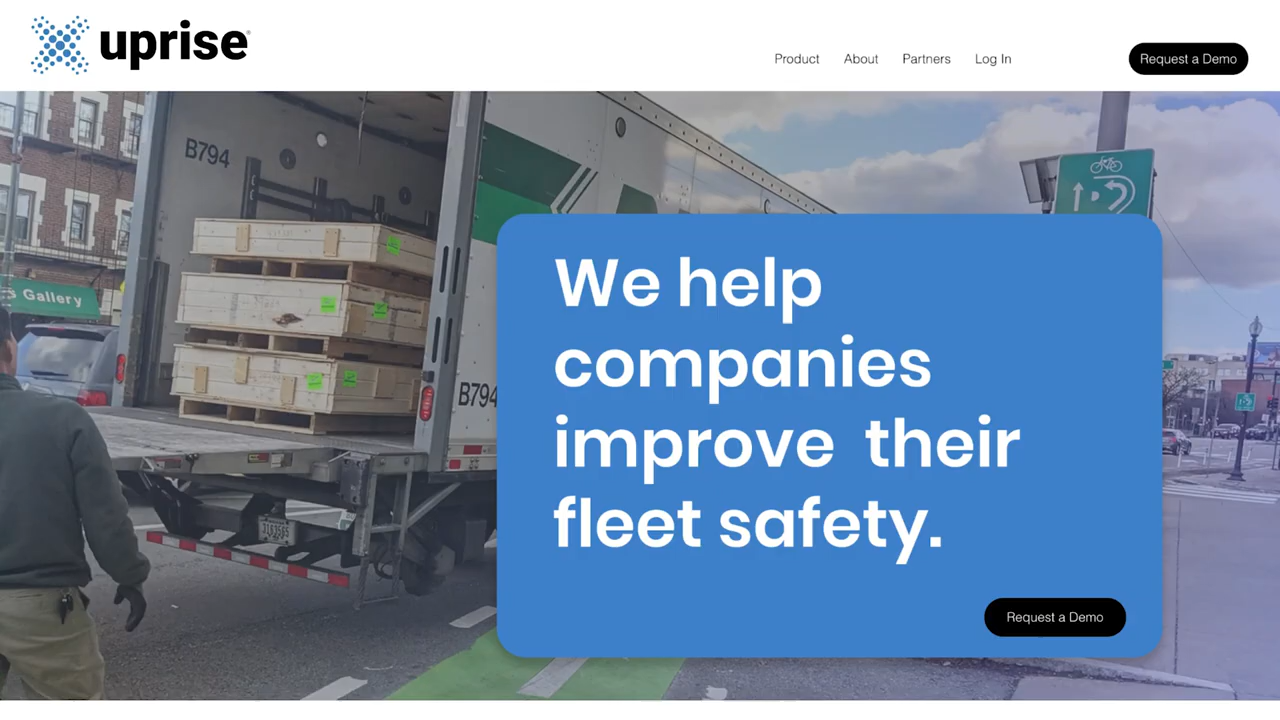 uprise
Product About Partners Log In
Request a Demo
B794
s Gallery
B794
We help
companies
improve their
fleet safety.
Request a Demo